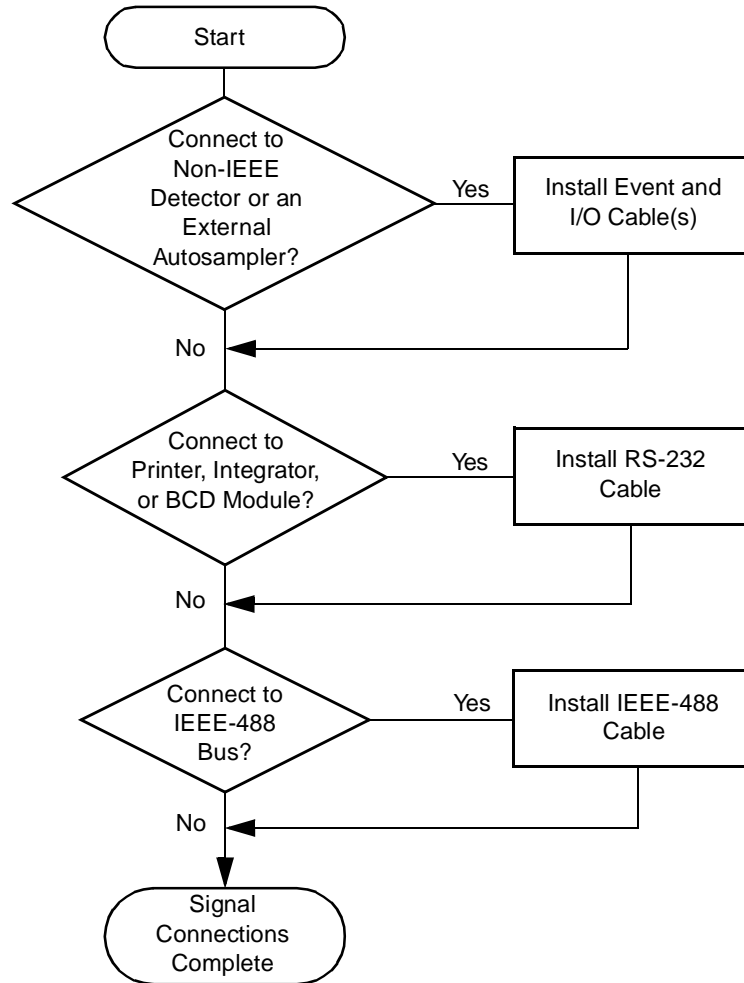 Start
Connect to
Non-IEEE
Detector or an
External
Autosampler?
Yes
Install Event and
I/O Cable(s)
No
Connect to
Printer, Integrator,
or BCD Module?
Yes
Install RS-232
Cable
No
Connect to
IEEE-488
Bus?
Yes
Install IEEE-488
Cable
No
Signal
Connections
Complete